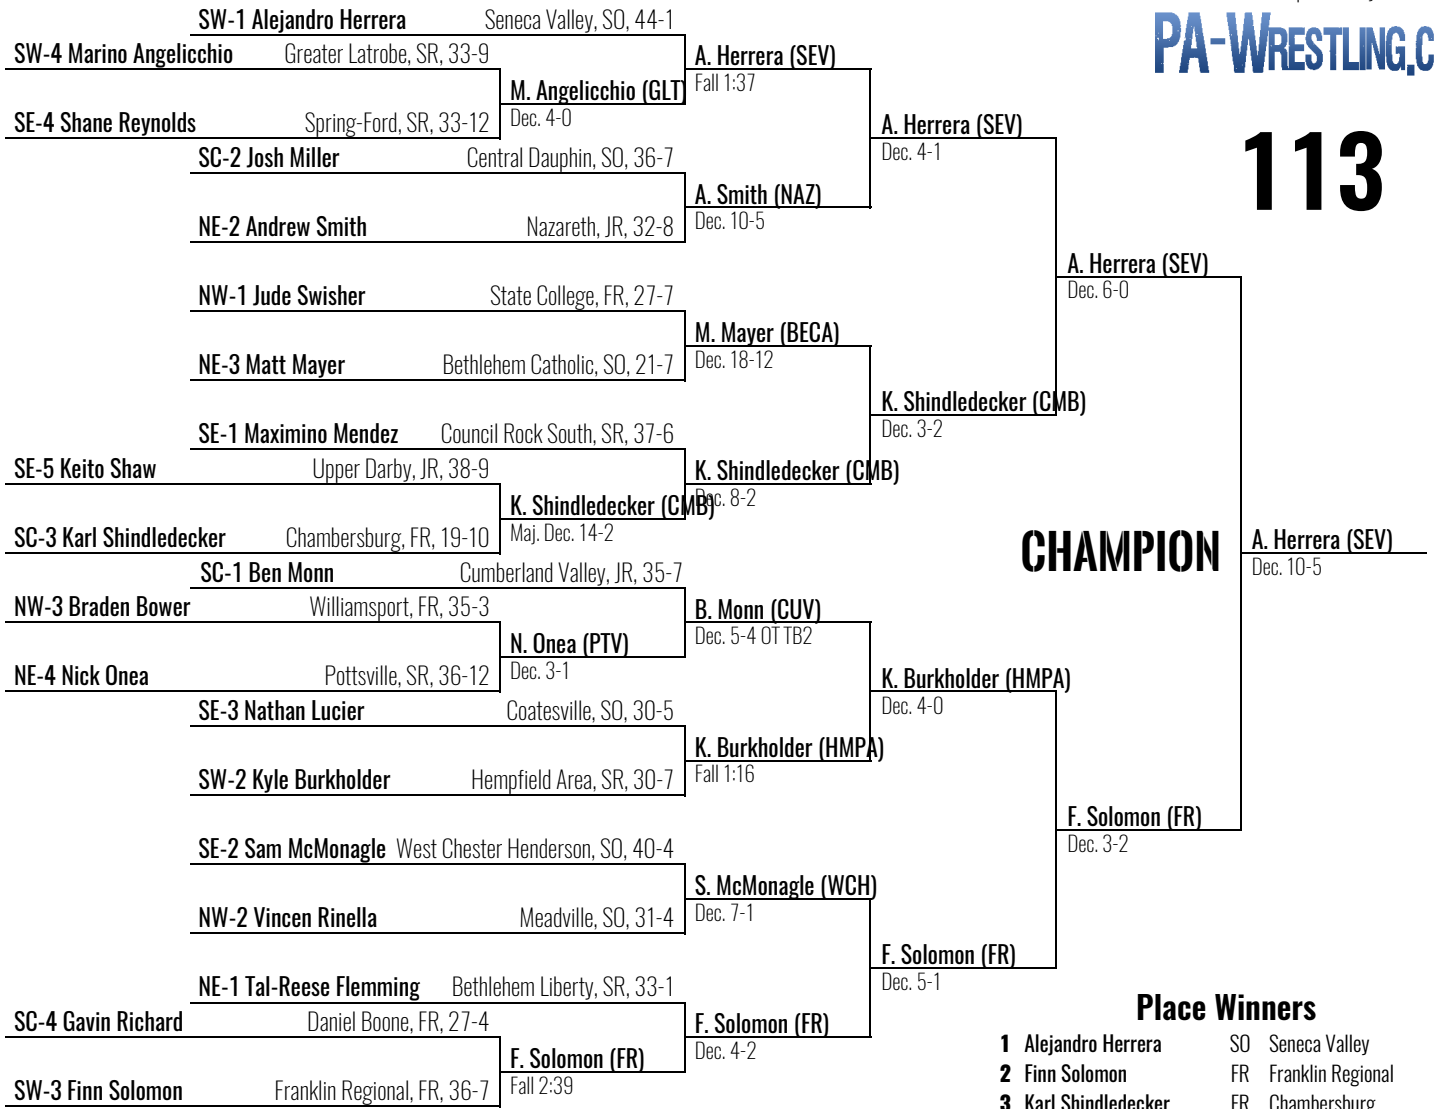 SW-1 Alejandro Herrera Seneca Valley, SO, 44-1
SW-4 Marino Angelicchio Greater Latrobe, SR, 33-9
A. Herrera (SEV)
Fall 1:37
M. Angelicchio (GLT)
Dec. 4-0
SE-4 Shane Reynolds Spring-Ford, SR, 33-12
A. Herrera (SEV)
Dec. 4-1
SC-2 Josh Miller Central Dauphin, SO, 36-7
A. Smith (NAZ)
Dec. 10-5
NE-2 Andrew Smith Nazareth, JR, 32-8
A. Herrera (SEV)
Dec. 6-0
NW-1 Jude Swisher State College, FR, 27-7
M. Mayer (BECA)
Dec. 18-12
NE-3 Matt Mayer Bethlehem Catholic, SO, 21-7
K. Shindledecker (CMB)
Dec. 3-2
SE-1 Maximino Mendez Council Rock South, SR, 37-6
SE-5 Keito Shaw Upper Darby, JR, 38-9
K. Shindledecker (CMB)
Dec. 8-2
K. Shindledecker (CMB)
Maj. Dec. 14-2
SC-3 Karl Shindledecker Chambersburg, FR, 19-10
CHAMPION
A. Herrera (SEV)
Dec. 10-5
SC-1 Ben Monn Cumberland Valley, JR, 35-7
NW-3 Braden Bower Williamsport, FR, 35-3
B. Monn (CUV)
Dec. 5-4 OT TB2
N. Onea (PTV)
Dec. 3-1
NE-4 Nick Onea Pottsville, SR, 36-12
K. Burkholder (HMPA)
Dec. 4-0
SE-3 Nathan Lucier Coatesville, SO, 30-5
K. Burkholder (HMPA)
Fall 1:16
SW-2 Kyle Burkholder Hempfield Area, SR, 30-7
F. Solomon (FR)
Dec. 3-2
SE-2 Sam McMonagle West Chester Henderson, SO, 40-4
S. McMonagle (WCH)
Dec. 7-1
NW-2 Vincen Rinella Meadville, SO, 31-4
F. Solomon (FR)
Dec. 5-1
NE-1 Tal-Reese Flemming Bethlehem Liberty, SR, 33-1
SC-4 Gavin Richard Daniel Boone, FR, 27-4
F. Solomon (FR)
Dec. 4-2
F. Solomon (FR)
Fall 2:39
SW-3 Finn Solomon Franklin Regional, FR, 36-7
PA-WRESTLING.C
113
Place Winners
1 Alejandro Herrera SO Seneca Valley
2 Finn Solomon FR Franklin Regional
3 Karl Shindledecker FR Chambersburg